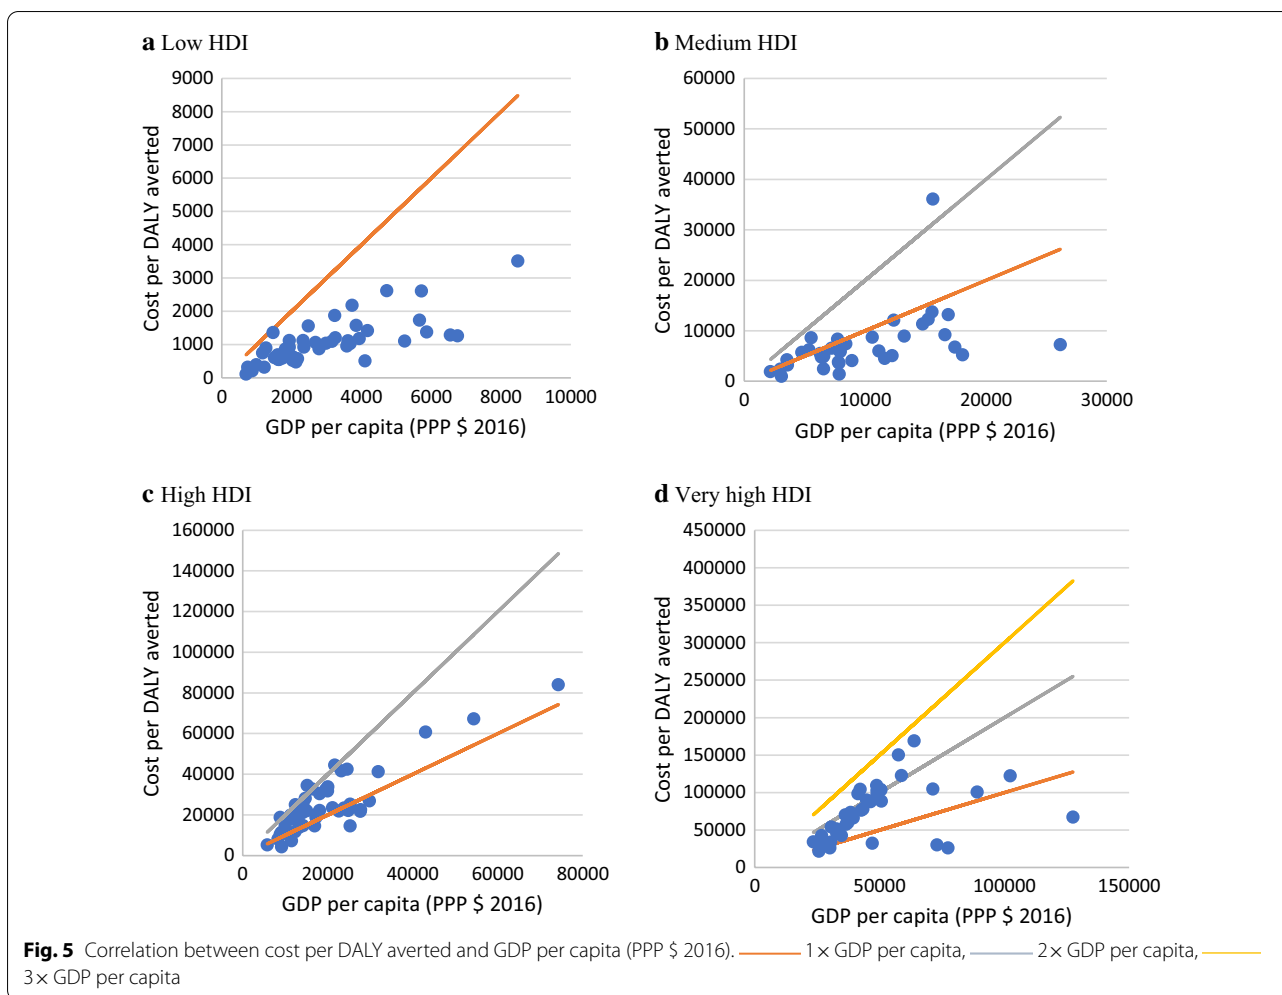 a Low HDI
9000
8000
7000
6000
5000
4000
3000
2000
1000
0
Cost per DALY averted
0 2000 4000 6000 8000 10000
GDP per capita (PPP $ 2016)
b Medium HDI
60000
50000
40000
30000
20000
10000
0
Cost per DALY averted
0 10000 20000 30000
GDP per capita (PPP $ 2016)
c High HDI
160000
140000
120000
100000
80000
60000
40000
20000
0
Cost per DALY averted
0 20000 40000 60000 80000
GDP per capita (PPP $ 2016)
d Very high HDI
450000
400000
350000
300000
250000
200000
150000
100000
50000
0
Cost per DALY averted
0 50000 100000 150000
GDP per capita (PPP $ 2016)
Fig. 5 Correlation between cost per DALY averted and GDP per capita (PPP $ 2016). 1× GDP per capita, 2× GDP per capita,
3× GDP per capita